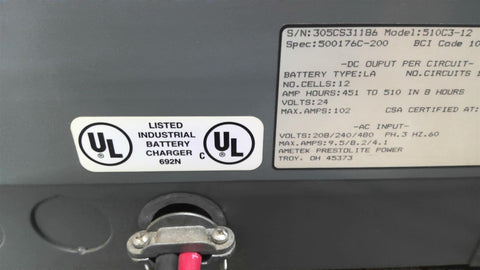 UL
LISTED
INDUSTRIAL
BATTERY
CHARGER
692N
C UL
S/N:305CS31186 Model:510C3-12
Spec:500176C-200 BCI Code 10
-DC OUPUT PER CIRCUIT-
BATTERY TYPE:LA NO.CIRCUITS 1
NO.CELLS:12
AMP HOURS:451 TO 510 IN 8 HOURS
VOLTS:24
MAX.AMPS:102 CSA CERTIFIED AT:
-AC INPUT-
VOLTS:208/240/480 PH.3 HZ.60
MAX.AMPS:9.5/8.2/4.1
AMETEK PRESTOLITE POWER
TROY, OH 45373